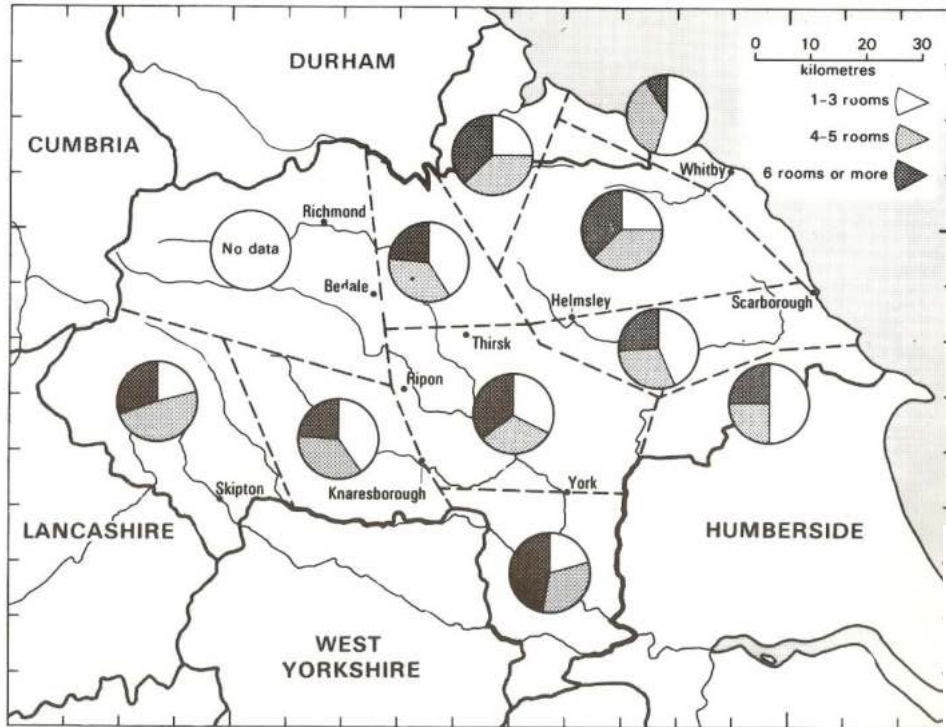 DURHAM
CUMBRIA
0 10 20 30
kilometres
1-3 rooms
4-5 rooms
6 rooms or more
Whitby
Richmond
No data
Bedale
Helmsley
Scarborough
Thirsk
Ripon
Skipton
Knaresborough
York
LANCASHIRE
HUMBERSIDE
WEST
YORKSHIRE